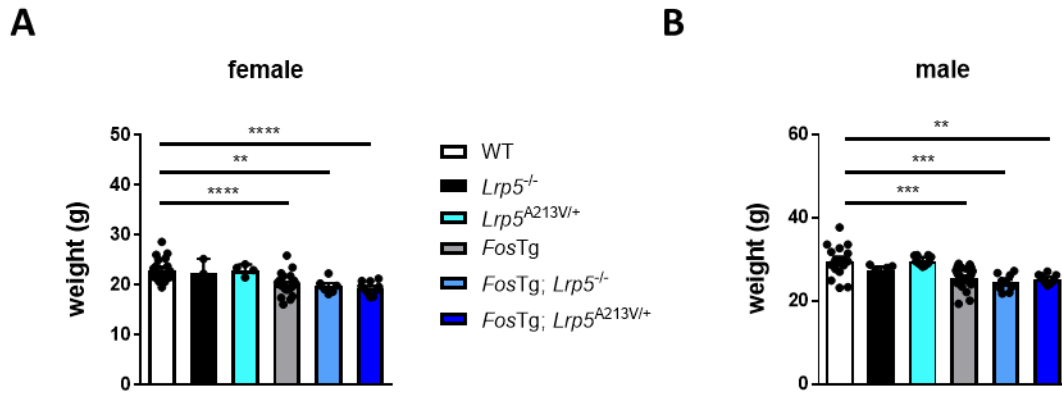 A
B
female
male
50
40
30
20
10
0
weight (g)
****
**
****
WT
Lrp5-/-
Lrp5A213V/+
FosTg
FosTg; Lrp5-/-
FosTg; Lrp5A213V/+
60
40
20
0
weight (g)
**
***
***